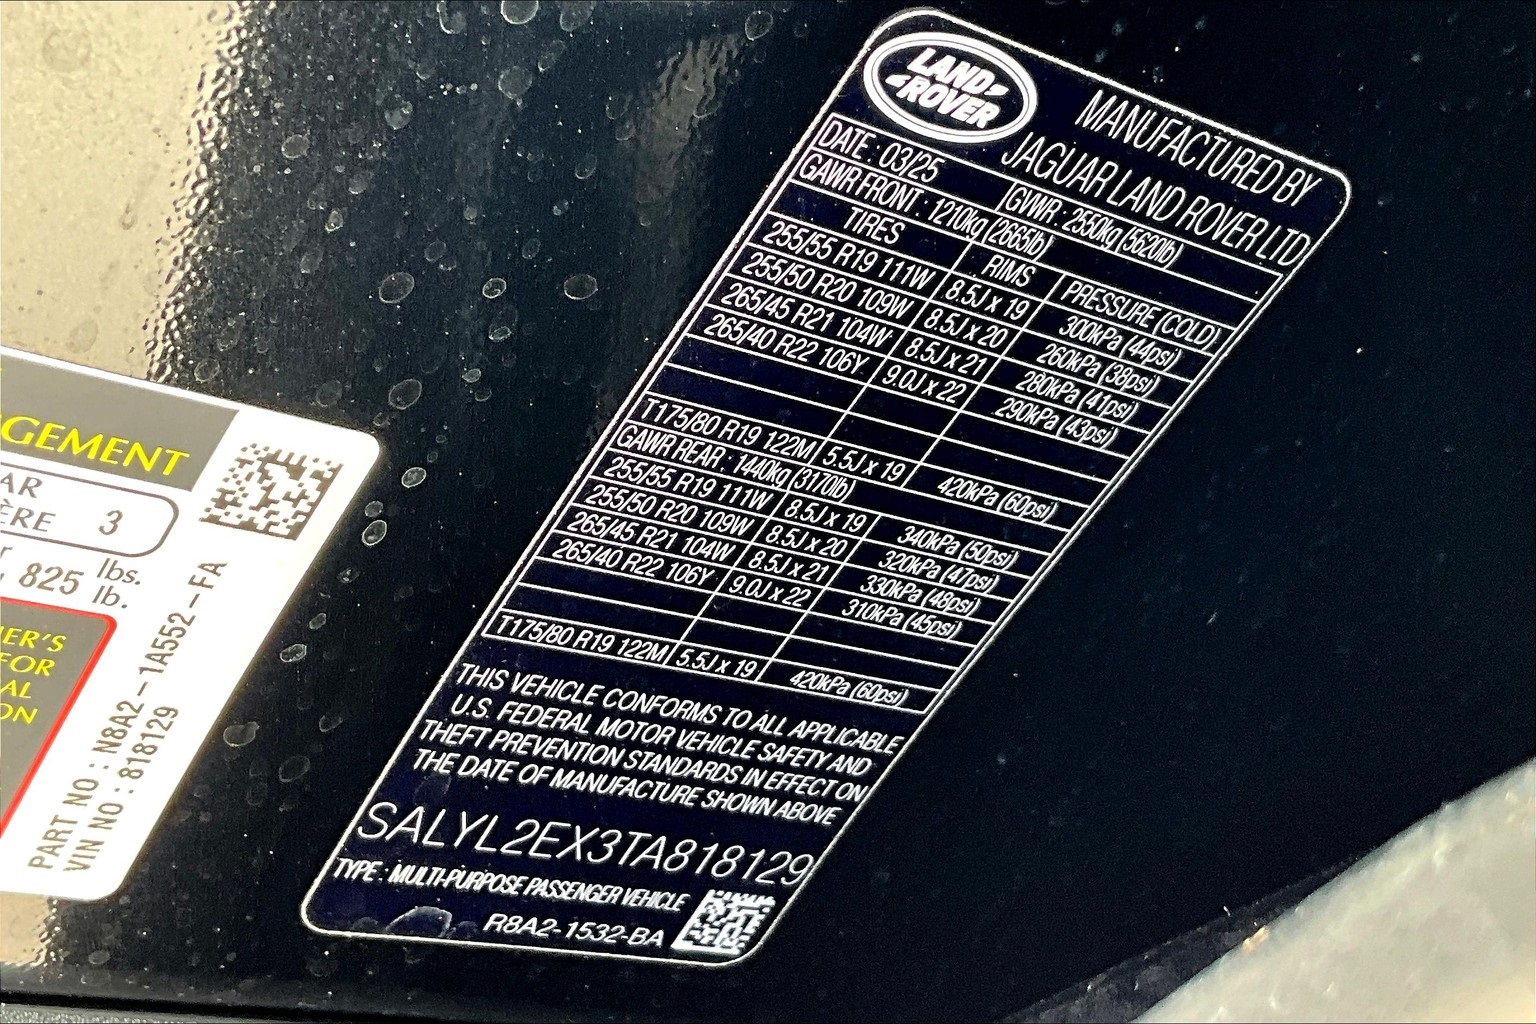 LAND
ROVER
MANUFACTURED BY
JAGUAR LAND ROVER LTD
DATE : 03/25
GVWR : 2550kg (5620lb)
GAWR FRONT : 1210kg (2665lb)
TIRES RIMS PRESSURE (COLD)
255/55 R19 111W 8.5J x 19 300kPa (44psi)
255/50 R20 109W 8.5J x 20 260kPa (38psi)
265/45 R21 104W 8.5J x 21 280kPa (41psi)
265/40 R22 106Y 9.0J x 22 290kPa (43psi)
T175/80 R19 122M 5.5J x 19 420kPa (60psi)
GAWR REAR : 1440kg (3170lb)
255/55 R19 111W 8.5J x 19 340kPa (50psi)
255/50 R20 109W 8.5J x 20 320kPa (47psi)
265/45 R21 104W 8.5J x 21 330kPa (48psi)
265/40 R22 106Y 9.0J x 22 310kPa (45psi)
T175/80 R19 122M 5.5J x 19 420kPa (60psi)
THIS VEHICLE CONFORMS TO ALL APPLICABLE
U.S. FEDERAL MOTOR VEHICLE SAFETY AND
THEFT PREVENTION STANDARDS IN EFFECT ON
THE DATE OF MANUFACTURE SHOWN ABOVE
SALYL2EX3TA818129
TYPE : MULTI-PURPOSE PASSENGER VEHICLE
R8A2-1532-BA
GEMENT
AR
ÈRE 3
825 lbs.
lb.
ER'S
FOR
AL
ON
PART NO : N8A2-1A552-FA
VIN NO : 818129